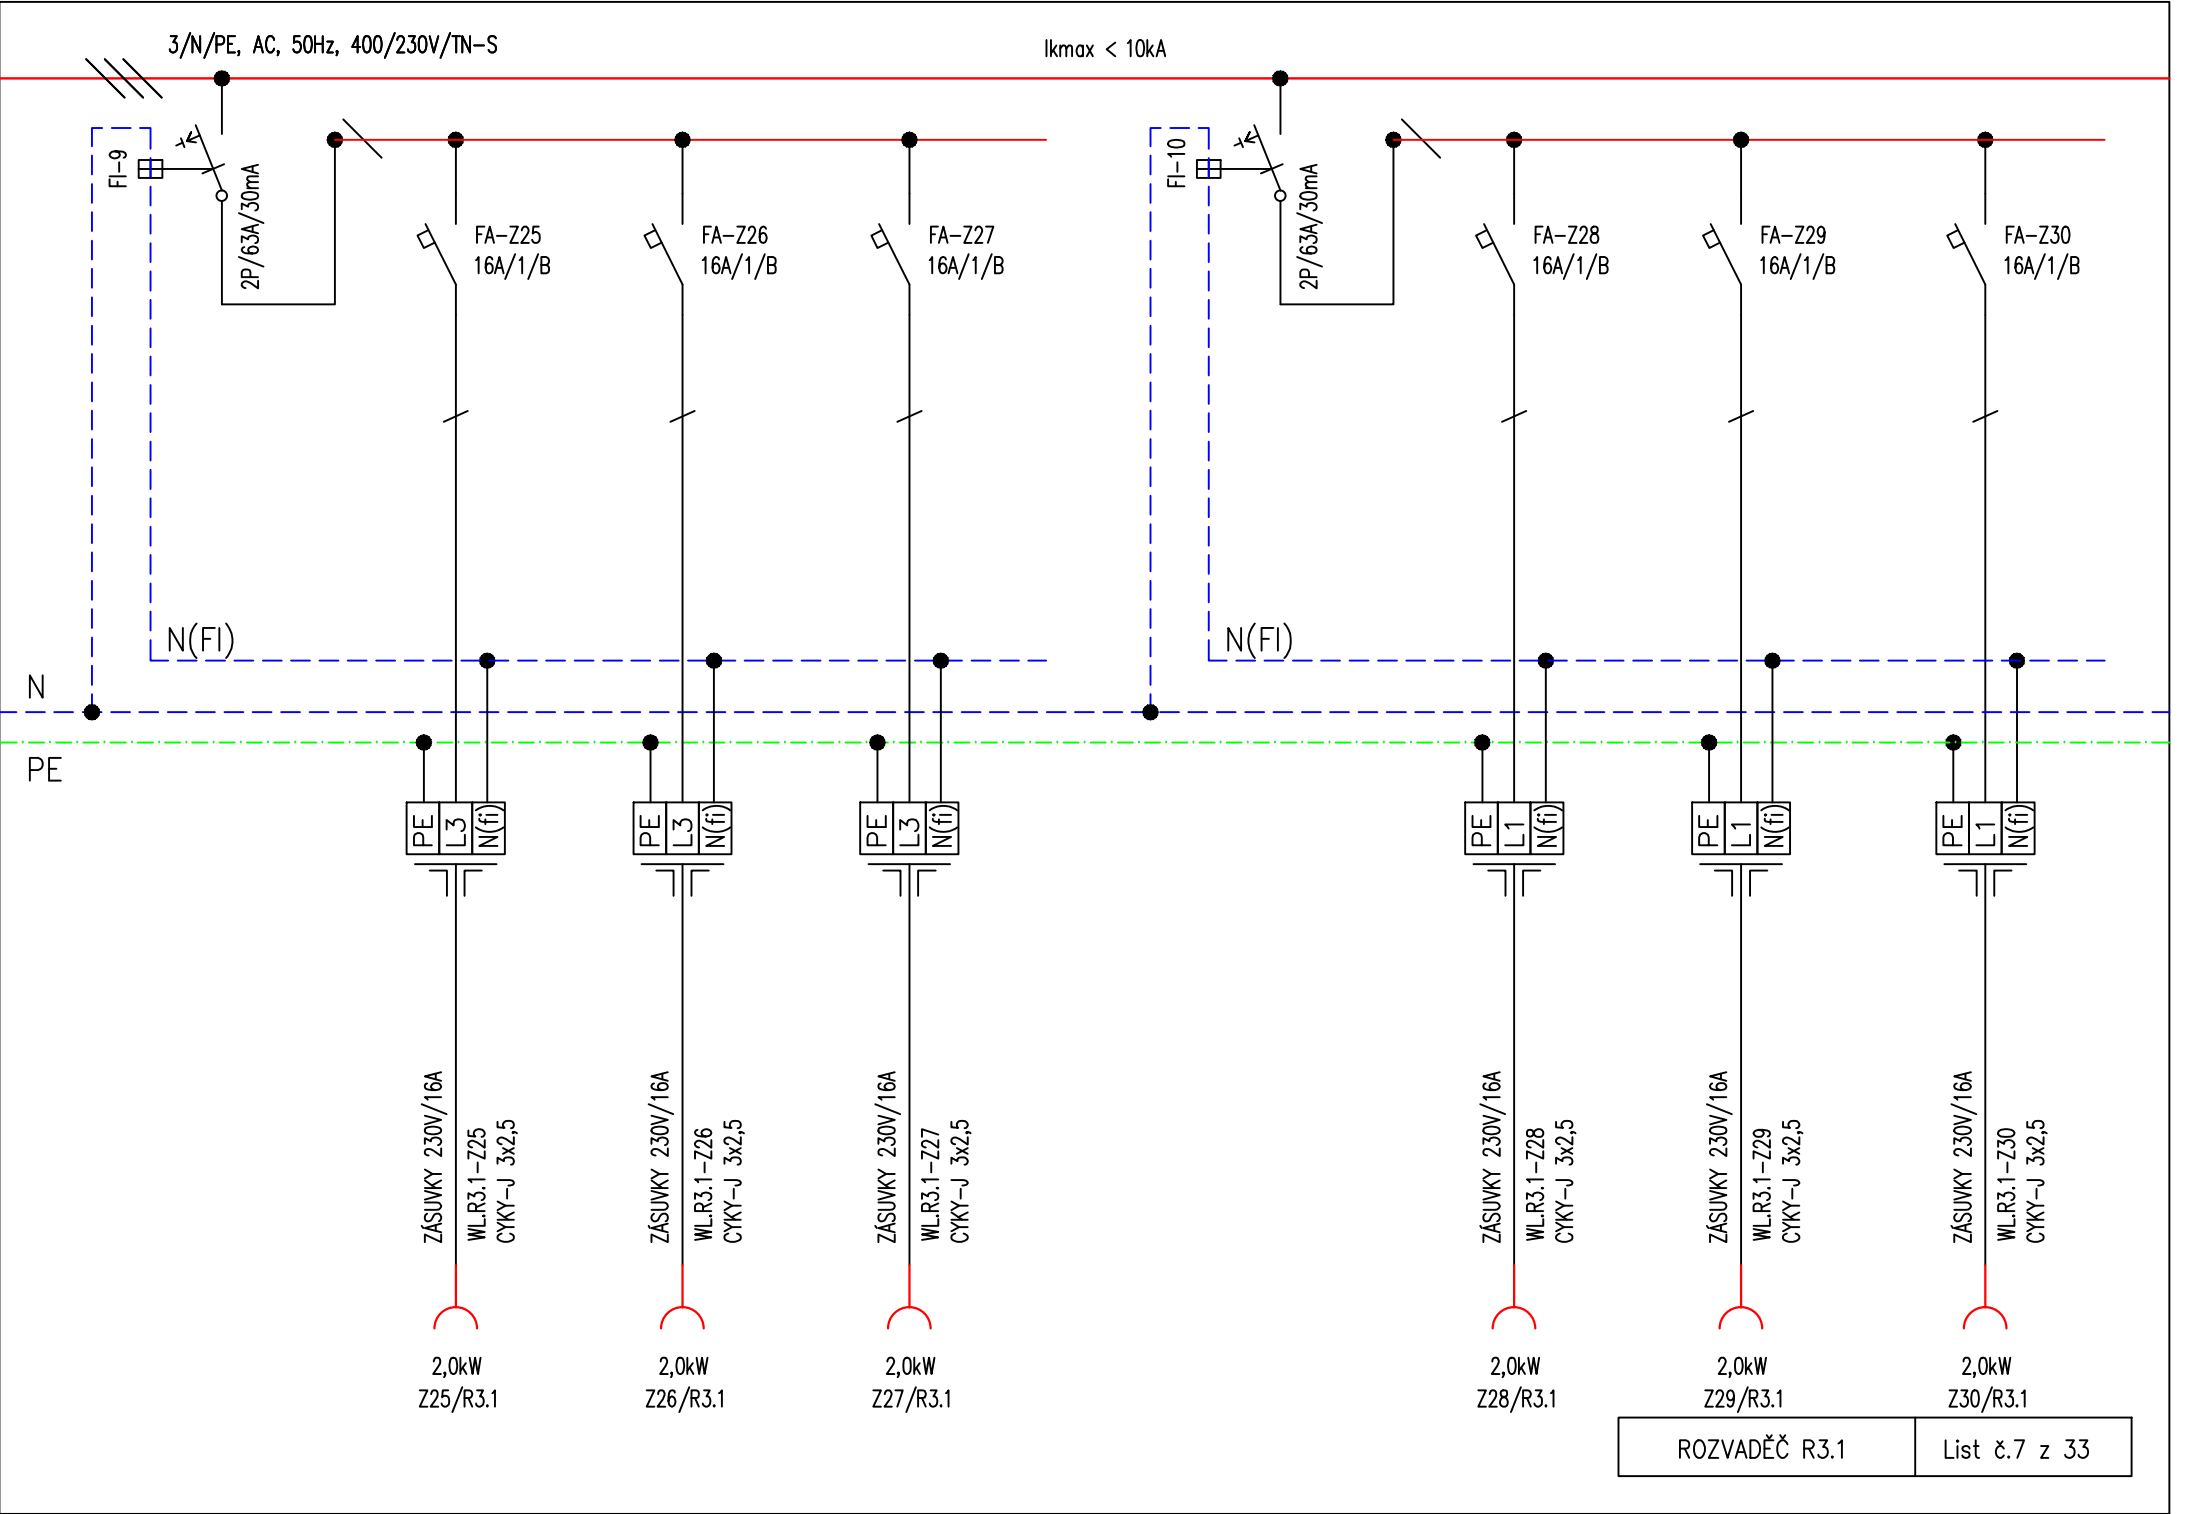 3/N/PE, AC, 50Hz, 400/230V/TN-S
Ikmax < 10kA
FI-9
2P/63A/30mA
FA-Z25
16A/1/B
FA-Z26
16A/1/B
FA-Z27
16A/1/B
FI-10
2P/63A/30mA
FA-Z28
16A/1/B
FA-Z29
16A/1/B
FA-Z30
16A/1/B
N(FI)
N(FI)
N
PE
PE L3 N(fi)
PE L3 N(fi)
PE L3 N(fi)
PE L1 N(fi)
PE L1 N(fi)
PE L1 N(fi)
ZÁSUVKY 230V/16A
WL.R3.1-Z25
CYKY-J 3x2,5
ZÁSUVKY 230V/16A
WL.R3.1-Z26
CYKY-J 3x2,5
ZÁSUVKY 230V/16A
WL.R3.1-Z27
CYKY-J 3x2,5
ZÁSUVKY 230V/16A
WL.R3.1-Z28
CYKY-J 3x2,5
ZÁSUVKY 230V/16A
WL.R3.1-Z29
CYKY-J 3x2,5
ZÁSUVKY 230V/16A
WL.R3.1-Z30
CYKY-J 3x2,5
2,0kW
Z25/R3.1
2,0kW
Z26/R3.1
2,0kW
Z27/R3.1
2,0kW
Z28/R3.1
2,0kW
Z29/R3.1
2,0kW
Z30/R3.1
ROZVADĚČ R3.1
List č.7 z 33